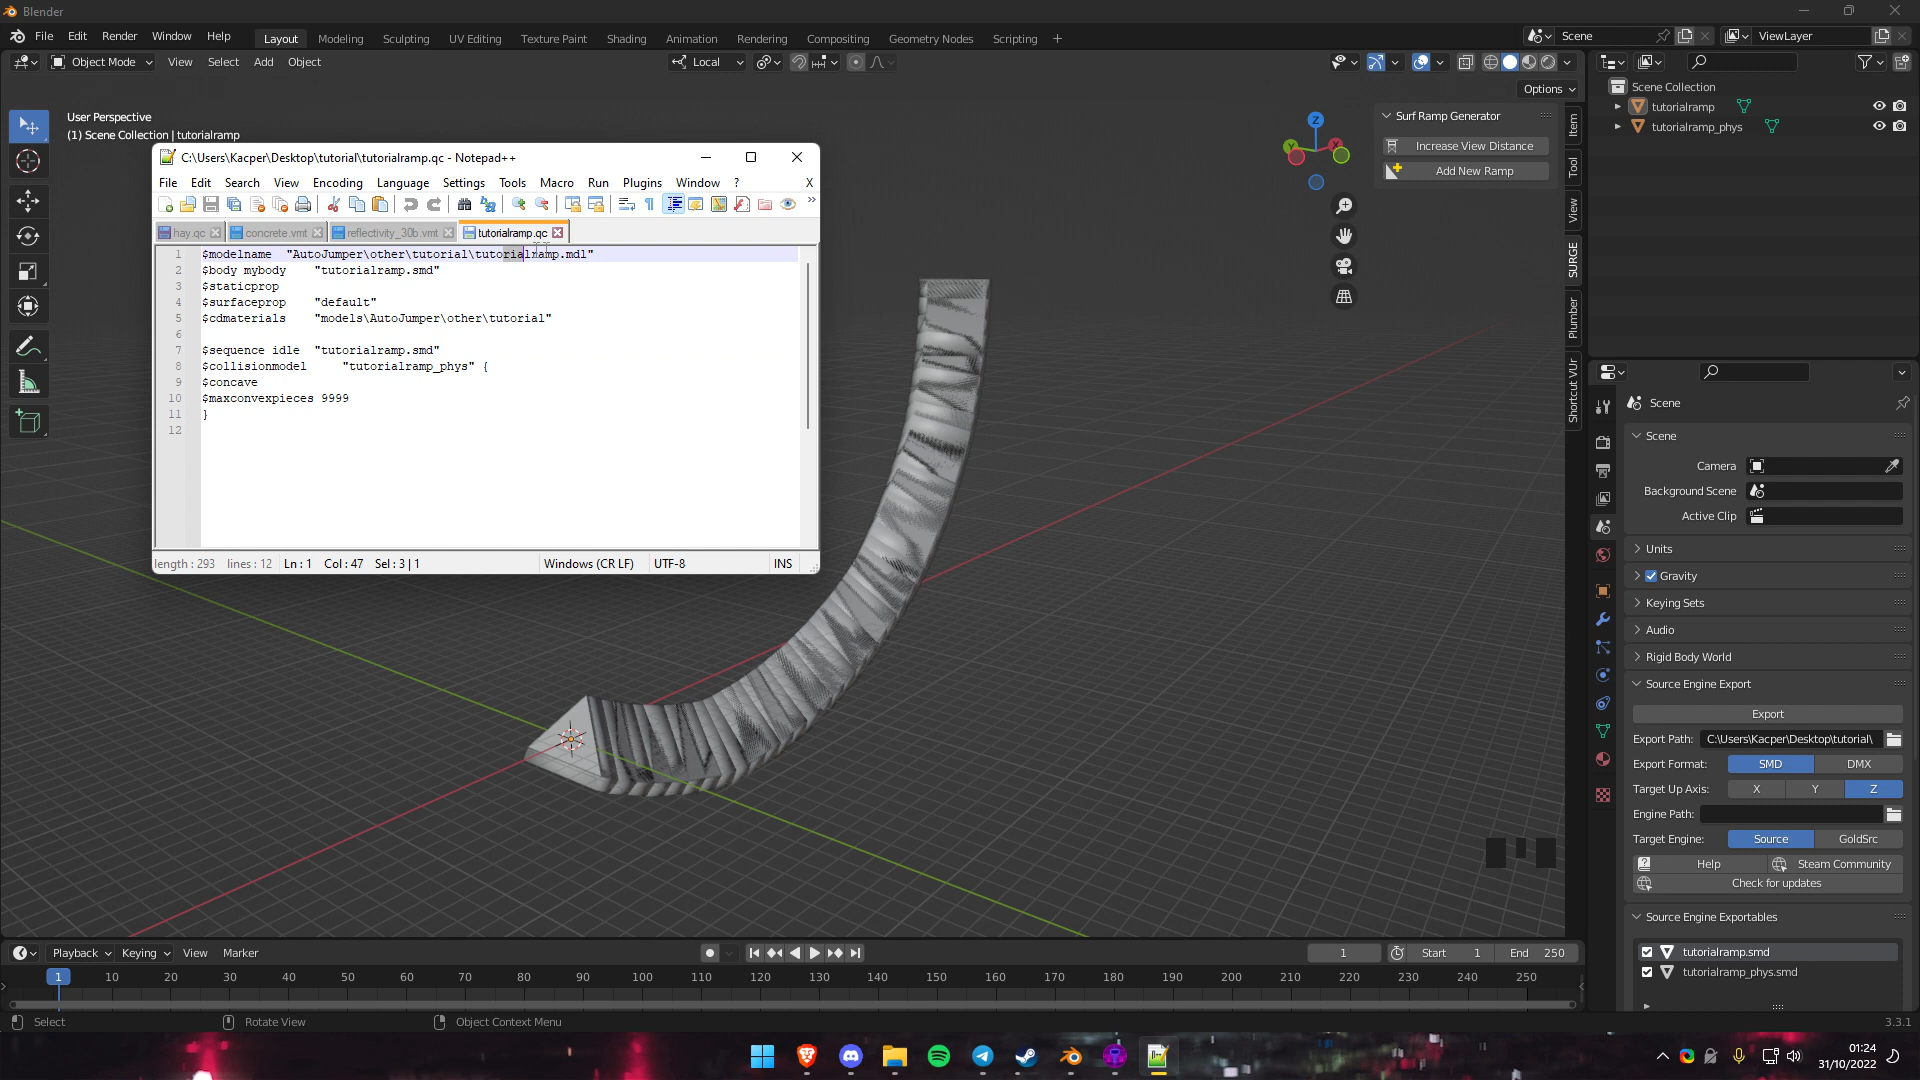 Blender
File Edit Render Window Help
Layout Modeling Sculpting UV Editing Texture Paint Shading Animation Rendering Compositing Geometry Nodes Scripting +
Scene
ViewLayer
Object Mode View Select Add Object
Local
Options
User Perspective
(1) Scene Collection | tutorialramp
Z
Surf Ramp Generator
Increase View Distance
Add New Ramp
Item
Tool
View
SURGE
Plumber
Shortcut VUr
Scene Collection
tutorialramp
tutorialramp_phys
C:\Users\Kacper\Desktop\tutorial\tutorialramp.qc - Notepad++
File Edit Search View Encoding Language Settings Tools Macro Run Plugins Window ? X
hay.qc concrete.vmt reflectivity_30b.vmt tutorialramp.qc
1 $modelname "AutoJumper\other\tutorial\tutorialramp.mdl"
2 $body mybody "tutorialramp.smd"
3 $staticprop
4 $surfaceprop "default"
5 $cdmaterials "models\AutoJumper\other\tutorial"
6
7 $sequence idle "tutorialramp.smd"
8 $collisionmodel "tutorialramp_phys" {
9 $concave
10 $maxconvexpieces 9999
11 }
12
length : 293 lines : 12 Ln : 1 Col : 47 Sel : 3 | 1 Windows (CR LF) UTF-8 INS
Scene
Scene
Camera
Background Scene
Active Clip
Units
Gravity
Keying Sets
Audio
Rigid Body World
Source Engine Export
Export
Export Path: C:\Users\Kacper\Desktop\tutorial\
Export Format: SMD DMX
Target Up Axis: X Y Z
Engine Path:
Target Engine: Source GoldSrc
Help Steam Community
Check for updates
Source Engine Exportables
tutorialramp.smd
tutorialramp_phys.smd
Playback Keying View Marker
1 Start 1 End 250
1 10 20 30 40 50 60 70 80 90 100 110 120 130 140 150 160 170 180 190 200 210 220 230 240 250
Select Rotate View Object Context Menu
3.3.1
01:24
31/10/2022